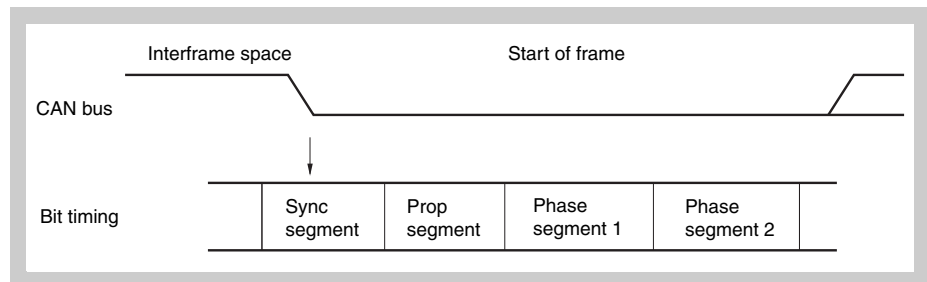 Interframe space
Start of frame
CAN bus
Bit timing
Sync
segment
Prop
segment
Phase
segment 1
Phase
segment 2